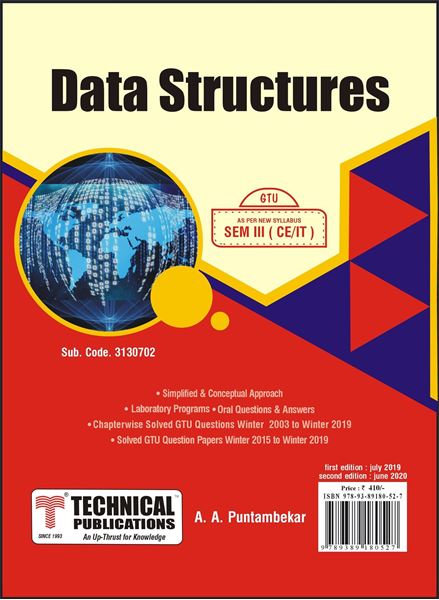 Data Structures
GTU
AS PER NEW SYLLABUS
SEM III ( CE/IT )
Sub. Code. 3130702
• Simplified & Conceptual Approach
• Laboratory Programs • Oral Questions & Answers
• Chapterwise Solved GTU Questions Winter 2003 to Winter 2019
• Solved GTU Question Papers Winter 2015 to Winter 2019
first edition : july 2019
second edition : june 2020
Price : ₹ 410/-
ISBN 978-93-89180-52-7
9789389180527
T
TECHNICAL
PUBLICATIONS
TM
SINCE 1993
An Up-Thrust for Knowledge
A. A. Puntambekar